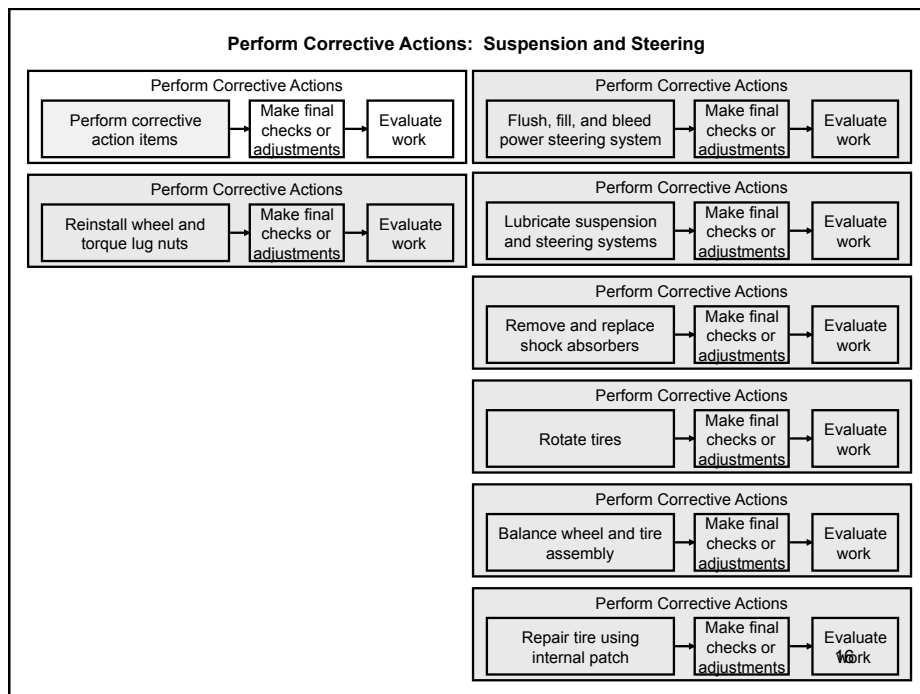 Perform Corrective Actions: Suspension and Steering
Perform Corrective Actions
Perform corrective
action items
Make final
checks or
adjustments
Evaluate
work
Perform Corrective Actions
Reinstall wheel and
torque lug nuts
Make final
checks or
adjustments
Evaluate
work
Perform Corrective Actions
Flush, fill, and bleed
power steering system
Make final
checks or
adjustments
Evaluate
work
Perform Corrective Actions
Lubricate suspension
and steering systems
Make final
checks or
adjustments
Evaluate
work
Perform Corrective Actions
Remove and replace
shock absorbers
Make final
checks or
adjustments
Evaluate
work
Perform Corrective Actions
Rotate tires
Make final
checks or
adjustments
Evaluate
work
Perform Corrective Actions
Balance wheel and tire
assembly
Make final
checks or
adjustments
Evaluate
work
Perform Corrective Actions
Repair tire using
internal patch
Make final
checks or
adjustments
Evaluate
work
16